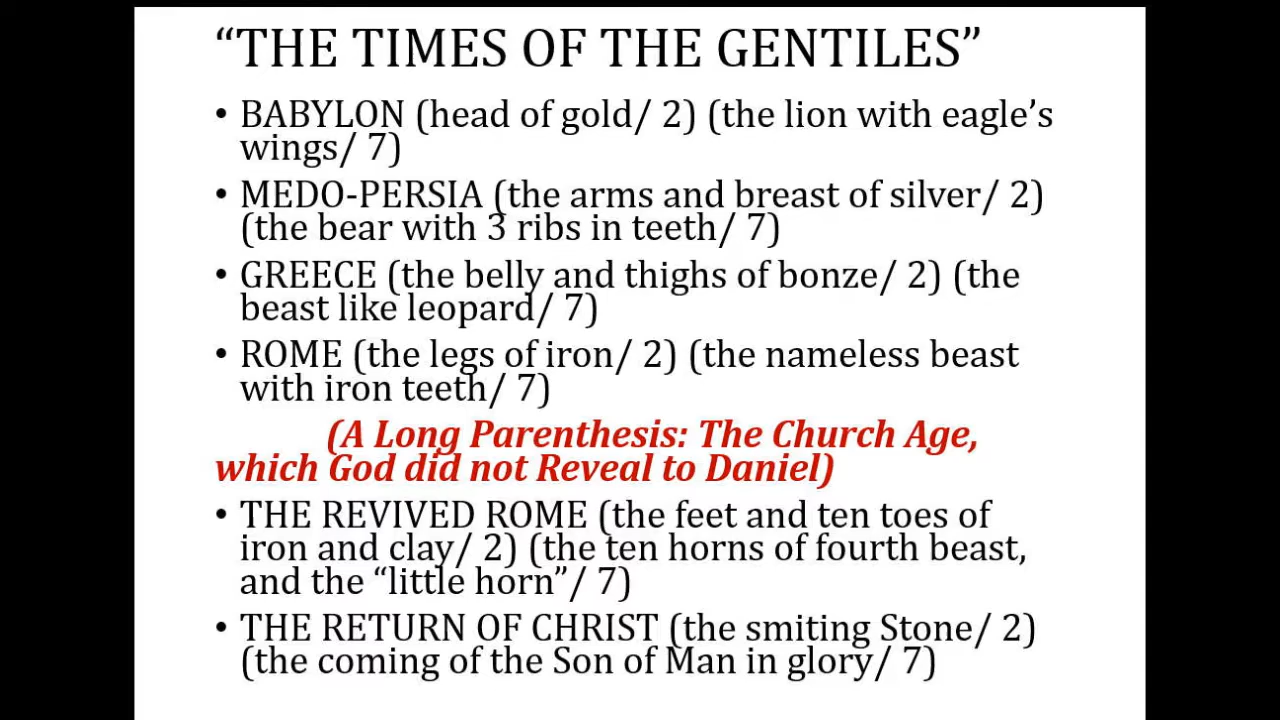 “THE TIMES OF THE GENTILES”
• BABYLON (head of gold/ 2) (the lion with eagle’s
wings/ 7)
• MEDO-PERSIA (the arms and breast of silver/ 2)
(the bear with 3 ribs in teeth/ 7)
• GREECE (the belly and thighs of bonze/ 2) (the
beast like leopard/ 7)
• ROME (the legs of iron/ 2) (the nameless beast
with iron teeth/ 7)
(A Long Parenthesis: The Church Age,
which God did not Reveal to Daniel)
• THE REVIVED ROME (the feet and ten toes of
iron and clay/ 2) (the ten horns of fourth beast,
and the “little horn”/ 7)
• THE RETURN OF CHRIST (the smiting Stone/ 2)
(the coming of the Son of Man in glory/ 7)